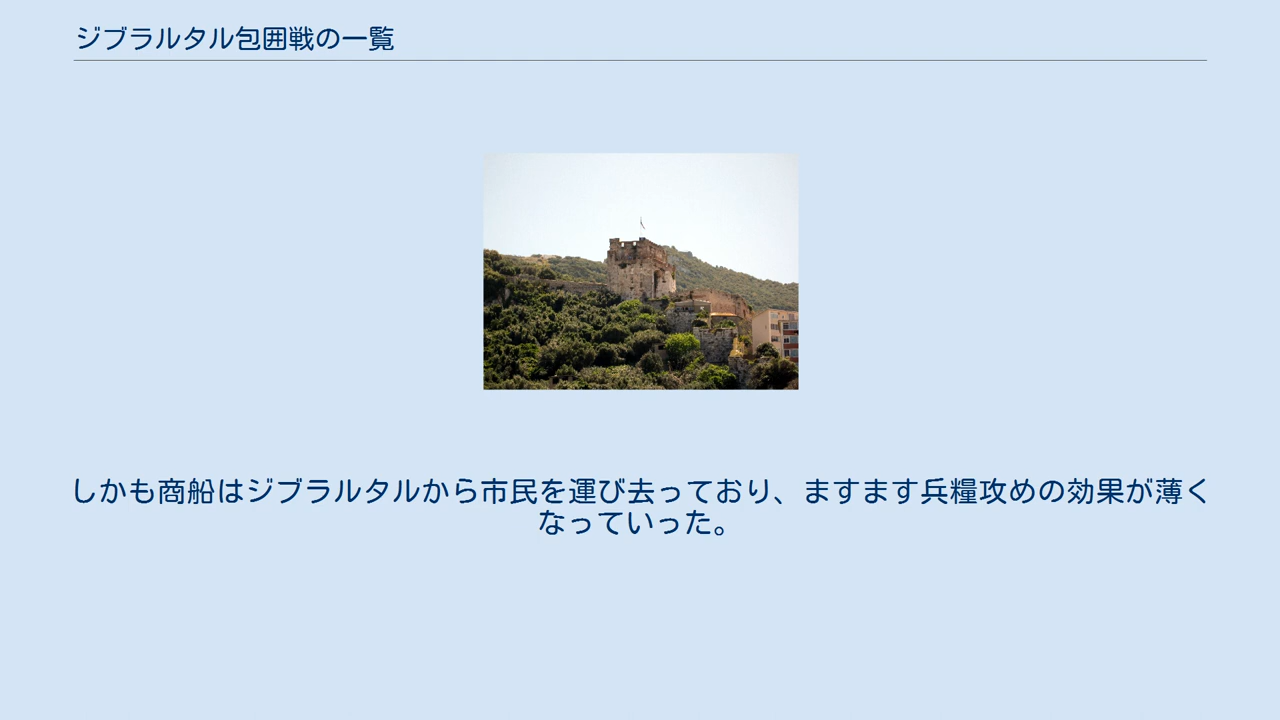 ジブラルタル包囲戦の一覧
しかも商船はジブラルタルから市民を運び去っており、ますます兵糧攻めの効果が薄く
なっていった。